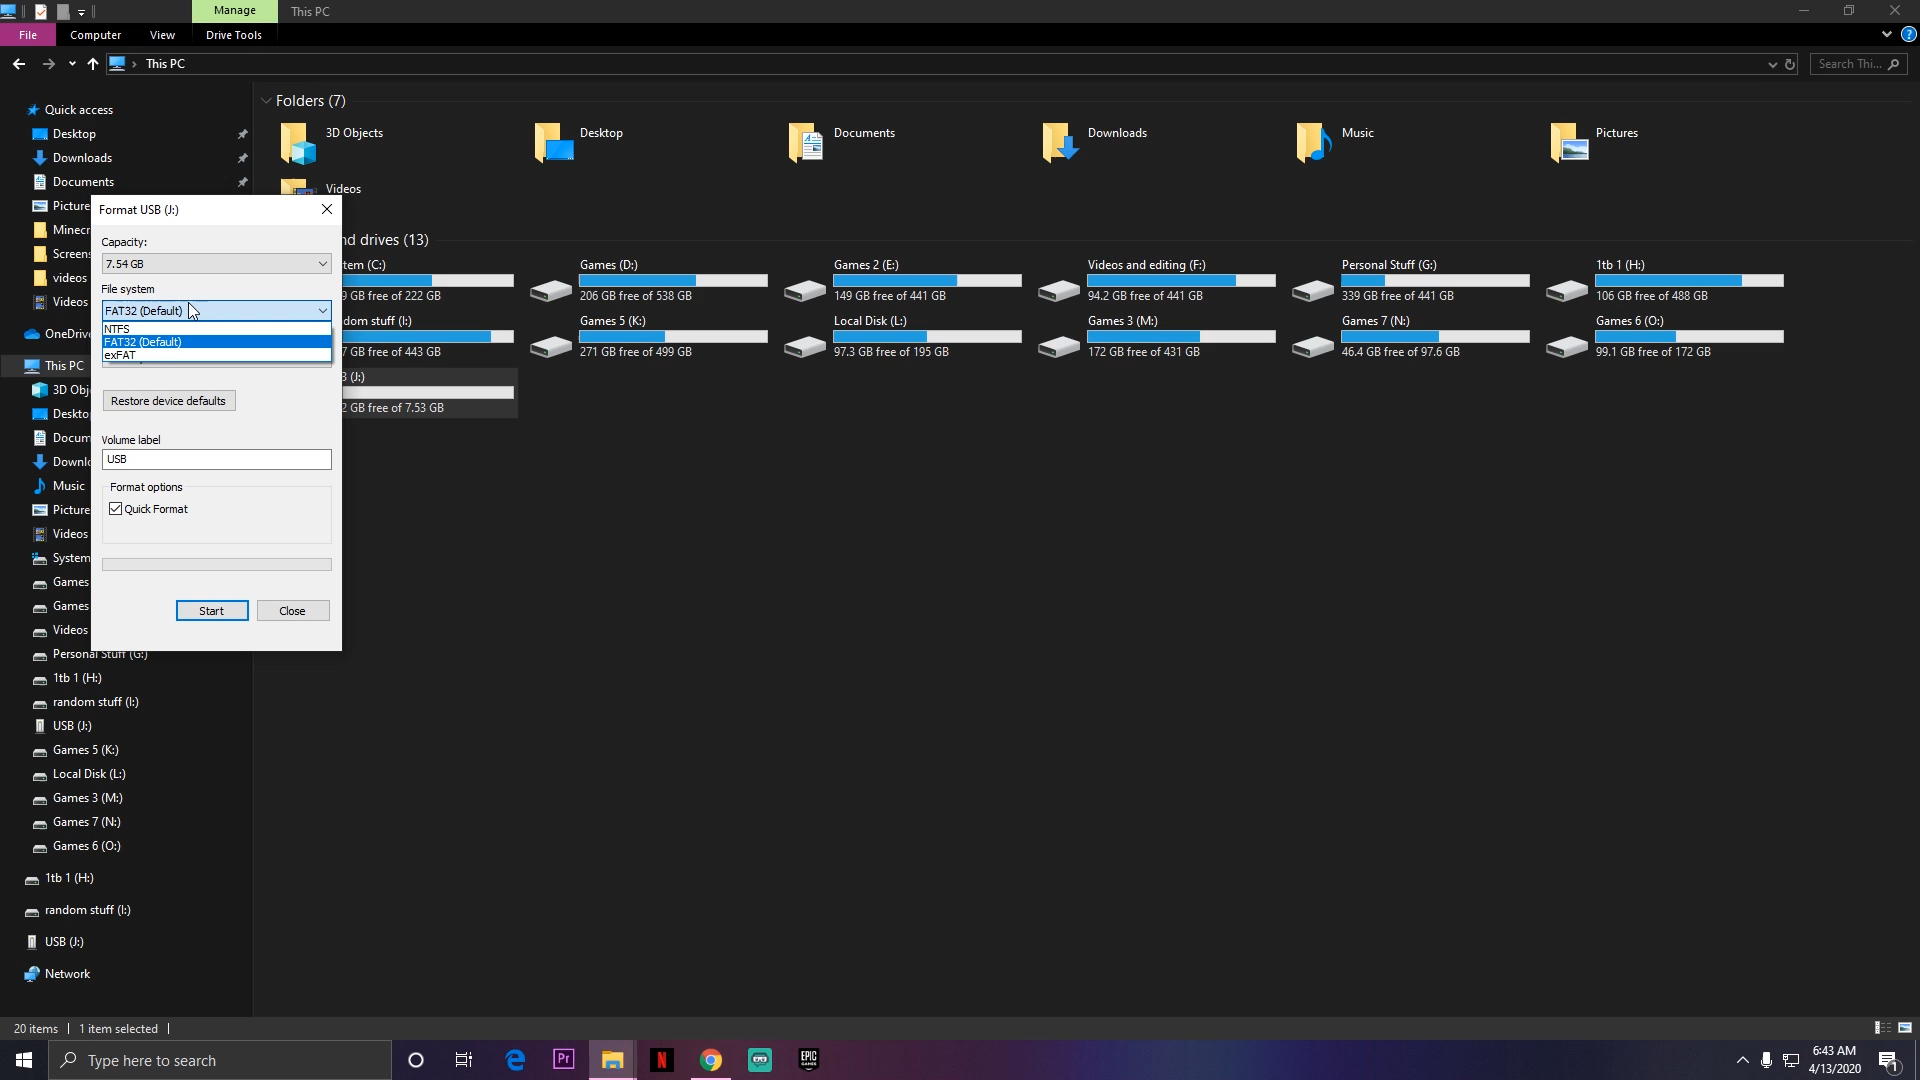 Manage
This PC
File
Computer
View
Drive Tools
This PC
Search Thi...
Quick access
Desktop
Downloads
Documents
Picture
Minecr
Screens
videos
Videos
OneDrive
This PC
3D Obj
Deskto
Docum
Downl
Music
Picture
Videos
System
Games
Games
Videos
Personal Stuff (G:)
1tb 1 (H:)
random stuff (I:)
USB (J:)
Games 5 (K:)
Local Disk (L:)
Games 3 (M:)
Games 7 (N:)
Games 6 (O:)
1tb 1 (H:)
random stuff (I:)
USB (J:)
Network
Folders (7)
3D Objects
Desktop
Documents
Downloads
Music
Pictures
Videos
nd drives (13)
tem (C:)
9 GB free of 222 GB
Games (D:)
206 GB free of 538 GB
Games 2 (E:)
149 GB free of 441 GB
Videos and editing (F:)
94.2 GB free of 441 GB
Personal Stuff (G:)
339 GB free of 441 GB
1tb 1 (H:)
106 GB free of 488 GB
dom stuff (I:)
7 GB free of 443 GB
Games 5 (K:)
271 GB free of 499 GB
Local Disk (L:)
97.3 GB free of 195 GB
Games 3 (M:)
172 GB free of 431 GB
Games 7 (N:)
46.4 GB free of 97.6 GB
Games 6 (O:)
99.1 GB free of 172 GB
B (J:)
2 GB free of 7.53 GB
Format USB (J:)
Capacity:
7.54 GB
File system
FAT32 (Default)
NTFS
FAT32 (Default)
exFAT
Restore device defaults
Volume label
USB
Format options
Quick Format
Start
Close
20 items
1 item selected
Type here to search
Pr
N
EPIC
GAMES
6:43 AM
4/13/2020
1